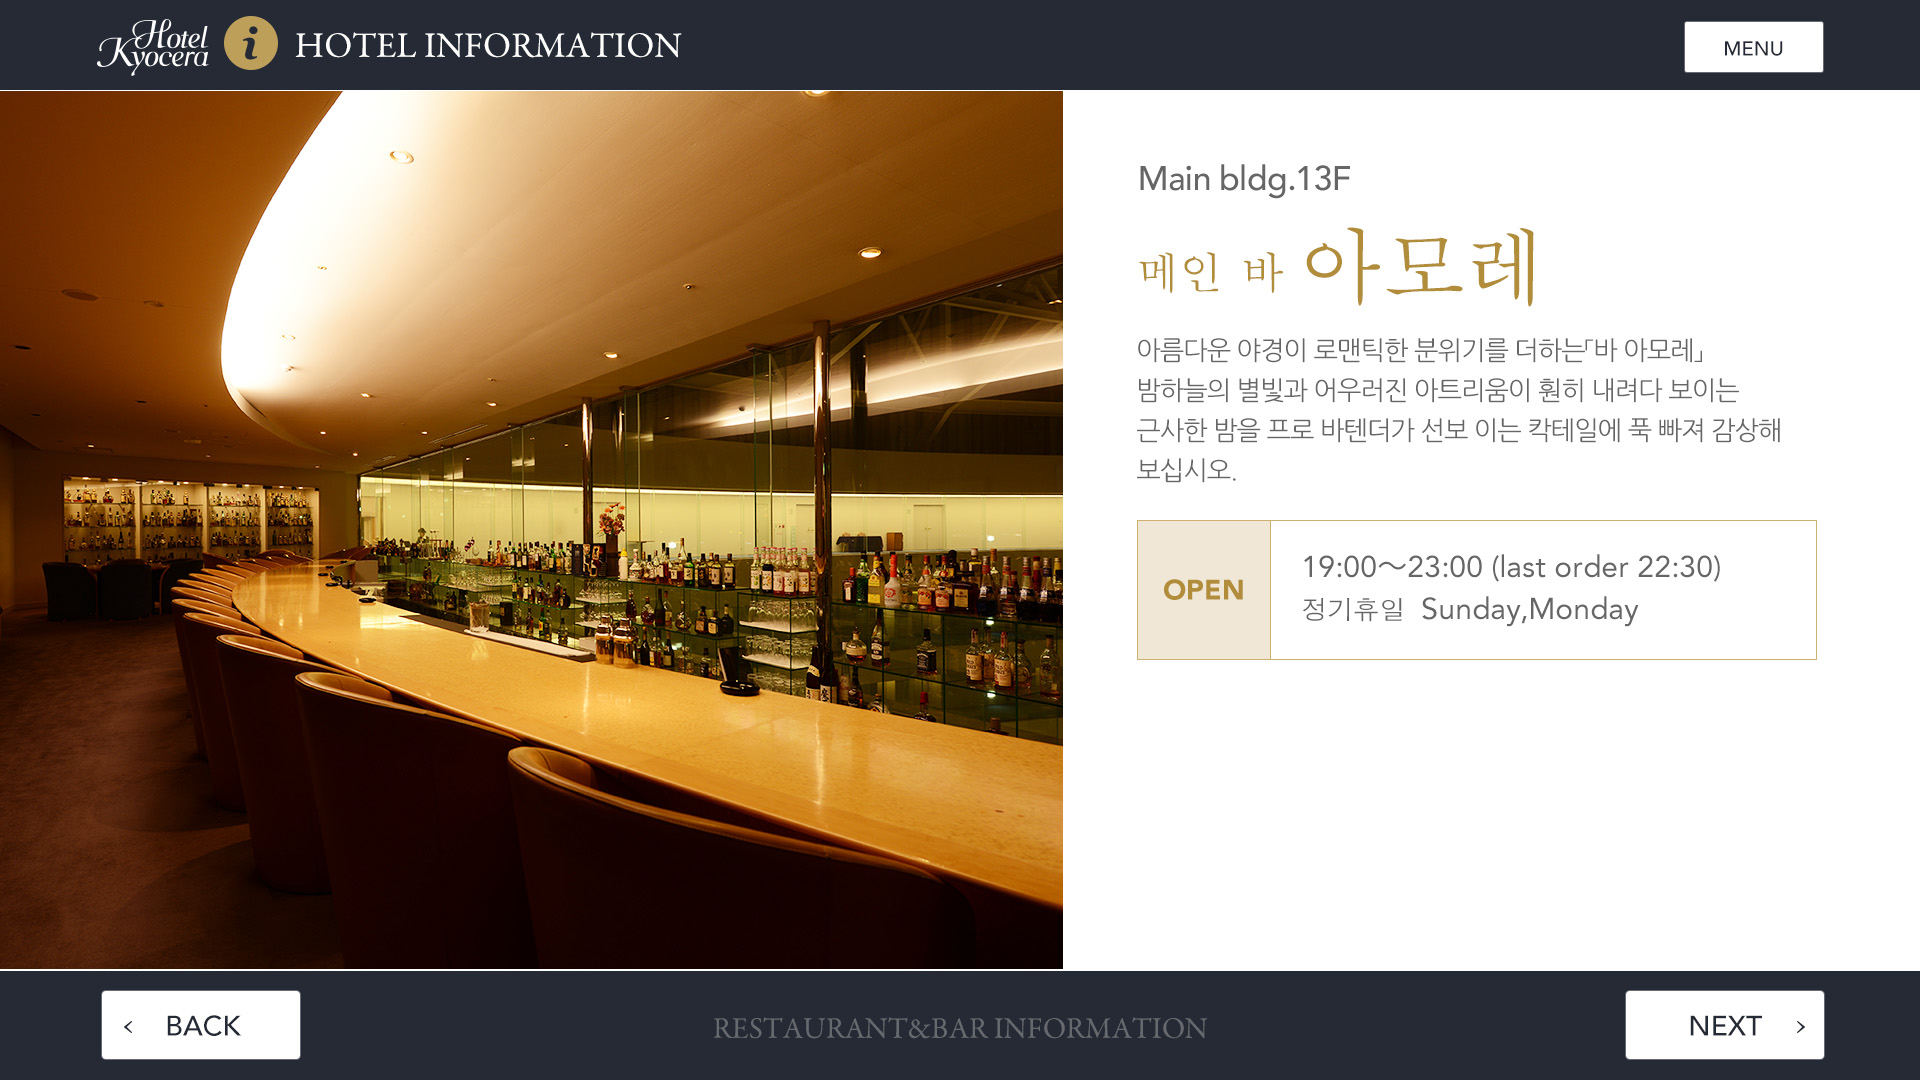 Hotel Kyocera
i HOTEL INFORMATION
MENU
Main bldg.13F
메인 바 아모레
아름다운 야경이 로맨틱한 분위기를 더하는「바 아모레」
밤하늘의 별빛과 어우러진 아트리움이 훤히 내려다 보이는
근사한 밤을 프로 바텐더가 선보 이는 칵테일에 푹 빠져 감상해
보십시오.
OPEN
19:00～23:00 (last order 22:30)
정기휴일 Sunday,Monday
< BACK
RESTAURANT&BAR INFORMATION
NEXT >